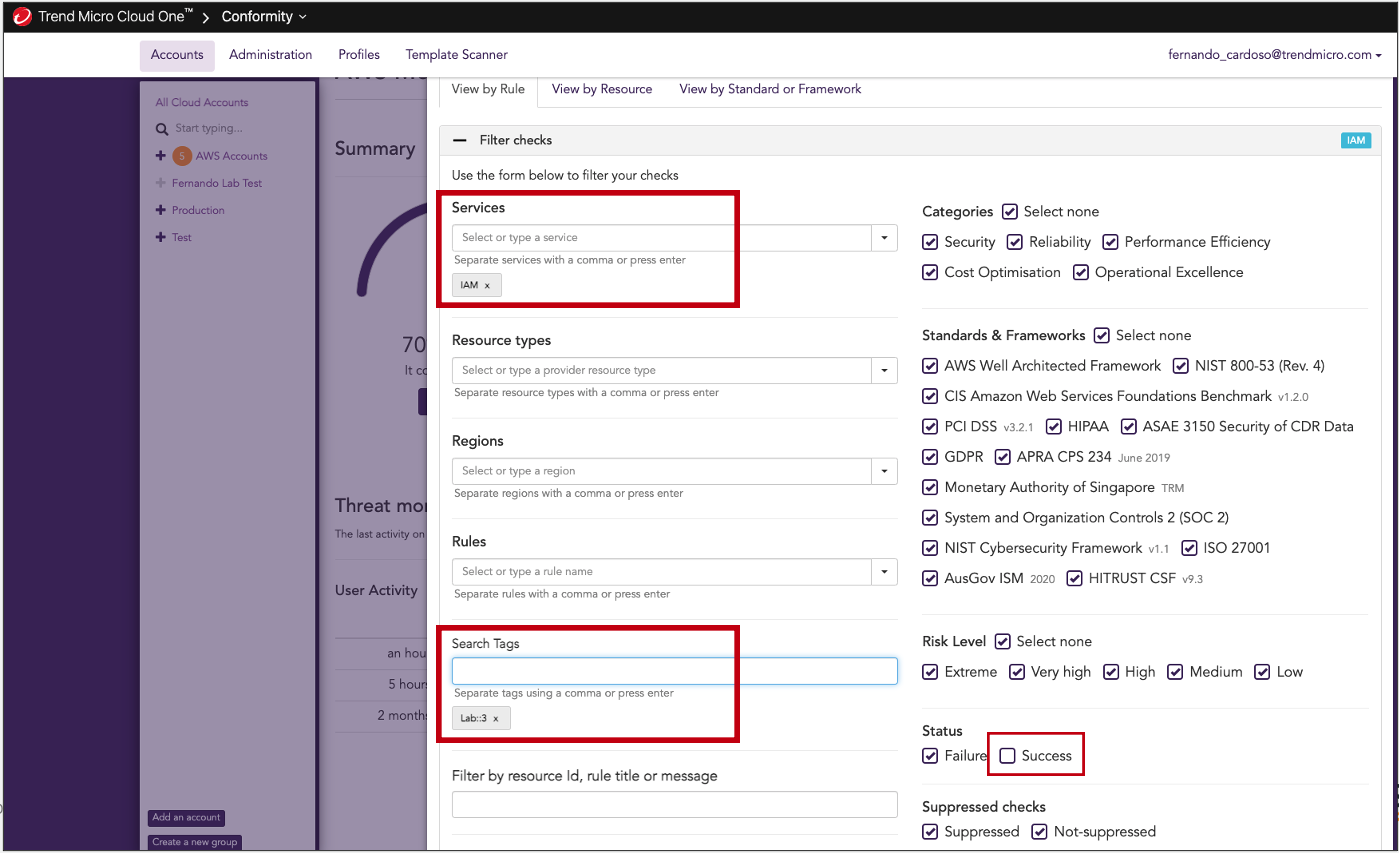 Trend Micro Cloud One™ > Conformity
Accounts Administration Profiles Template Scanner fernando_cardoso@trendmicro.com
All Cloud Accounts
Start typing...
S AWS Accounts
Fernando Lab Test
Production
Test
Add an account
Create a new group
Summary
70
It
Threat
The last activity on
User Activity
an
5 hours
2 months
View by Rule View by Resource View by Standard or Framework
Filter checks IAM
Use the form below to filter your checks
Services
Select or type a service
Separate services with a comma or press enter
IAM x
Resource types
Select or type a provider resource type
Separate resource types with a comma or press enter
Regions
Select or type a region
Separate regions with a comma or press enter
Rules
Select or type a rule name
Separate rules with a comma or press enter
Search Tags
Separate tags using a comma or press enter
Lab::3 x
Filter by resource Id, rule title or message
Categories Select none
Security Reliability Performance Efficiency
Cost Optimisation Operational Excellence
Standards & Frameworks Select none
AWS Well Architected Framework NIST 800-53 (Rev. 4)
CIS Amazon Web Services Foundations Benchmark v1.2.0
PCI DSS v3.2.1 HIPAA ASAE 3150 Security of CDR Data
GDPR APRA CPS 234 June 2019
Monetary Authority of Singapore TRM
System and Organization Controls 2 (SOC 2)
NIST Cybersecurity Framework v1.1 ISO 27001
AusGov ISM 2020 HITRUST CSF v9.3
Risk Level Select none
Extreme Very high High Medium Low
Status
Failure Success
Suppressed checks
Suppressed Not-suppressed